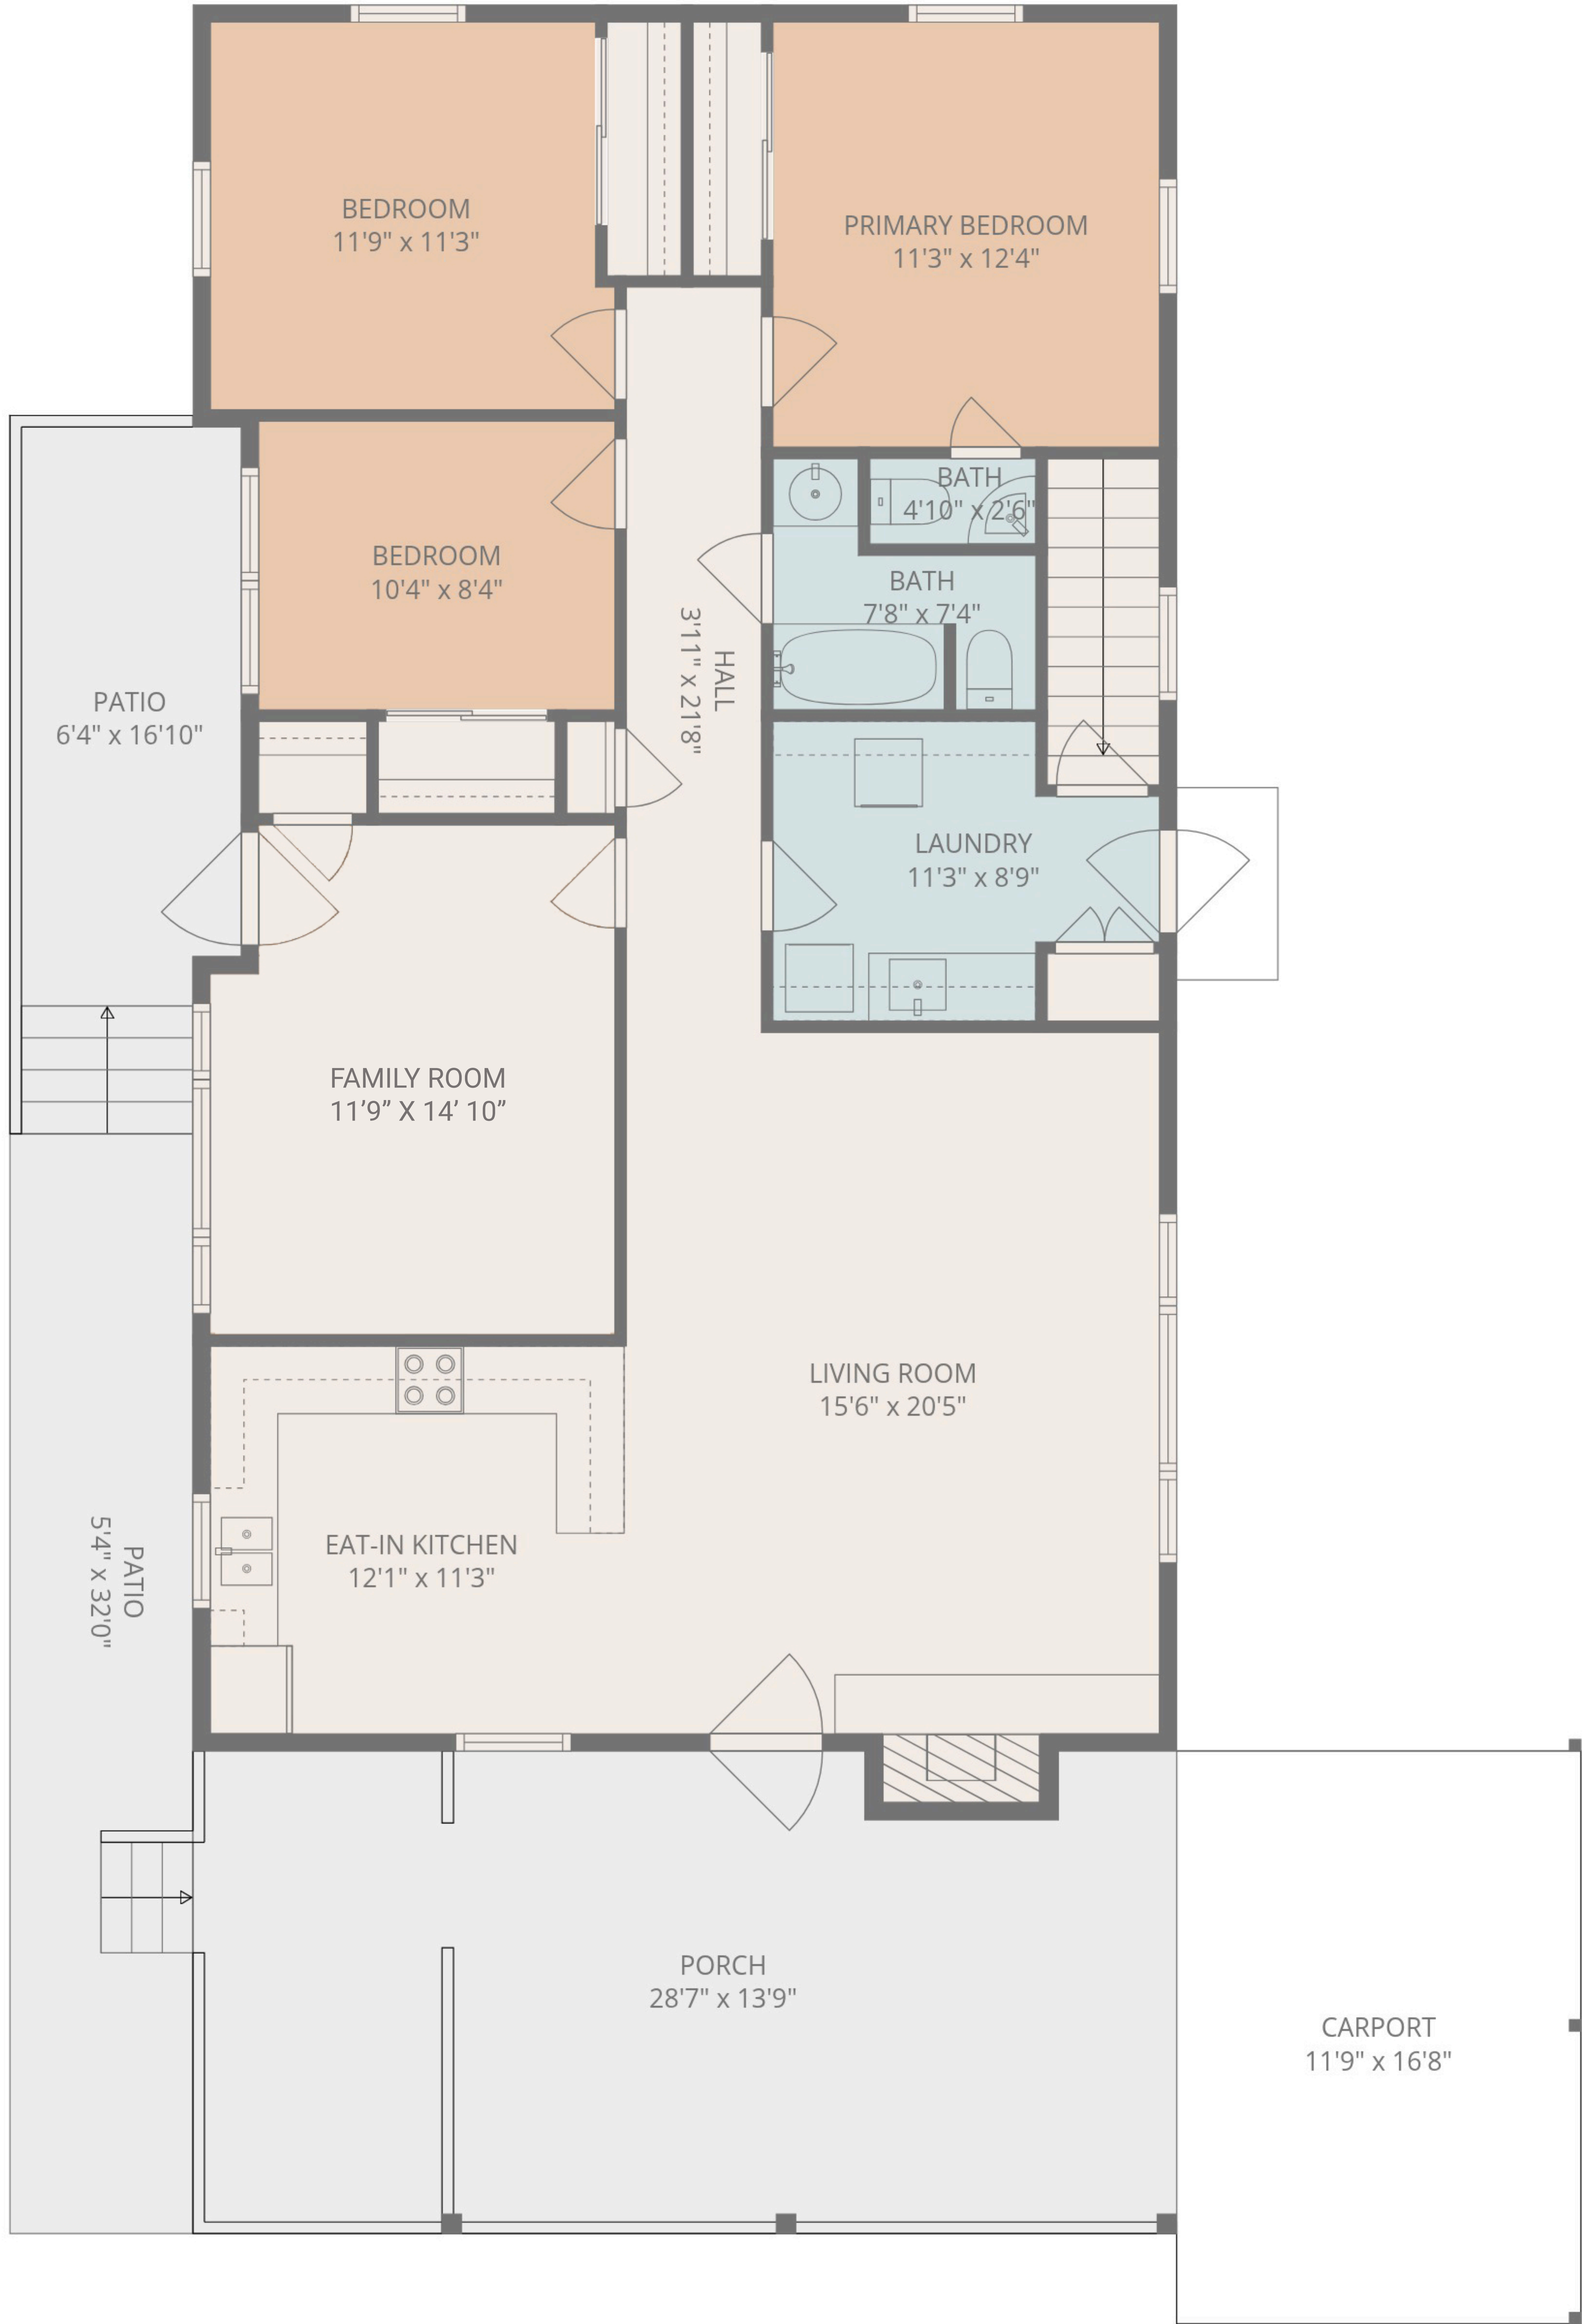 BEDROOM
11'9" x 11'3"
PRIMARY BEDROOM
11'3" x 12'4"
BATH
4'10" x 2'6"
BEDROOM
10'4" x 8'4"
BATH
7'8" x 7'4"
HALL
3'11" x 21'8"
PATIO
6'4" x 16'10"
LAUNDRY
11'3" x 8'9"
FAMILY ROOM
11’9” X 14’ 10”
LIVING ROOM
15'6" x 20'5"
EAT-IN KITCHEN
12'1" x 11'3"
PATIO
5'4" x 32'0"
PORCH
28'7" x 13'9"
CARPORT
11'9" x 16'8"